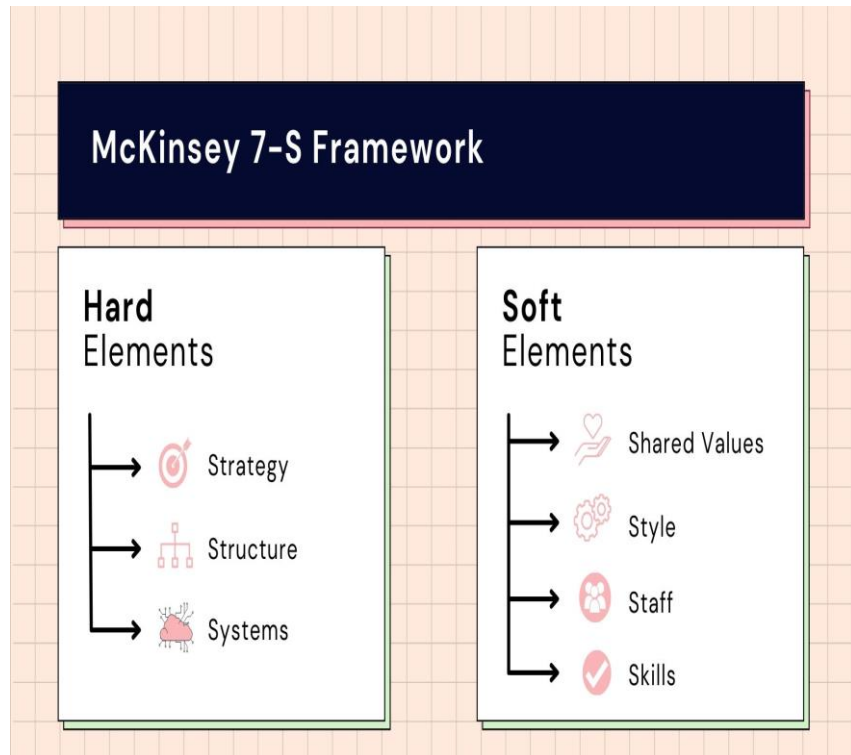 McKinsey 7-S Framework
Hard
Elements
Strategy
Structure
Systems
Soft
Elements
Shared Values
Style
Staff
Skills